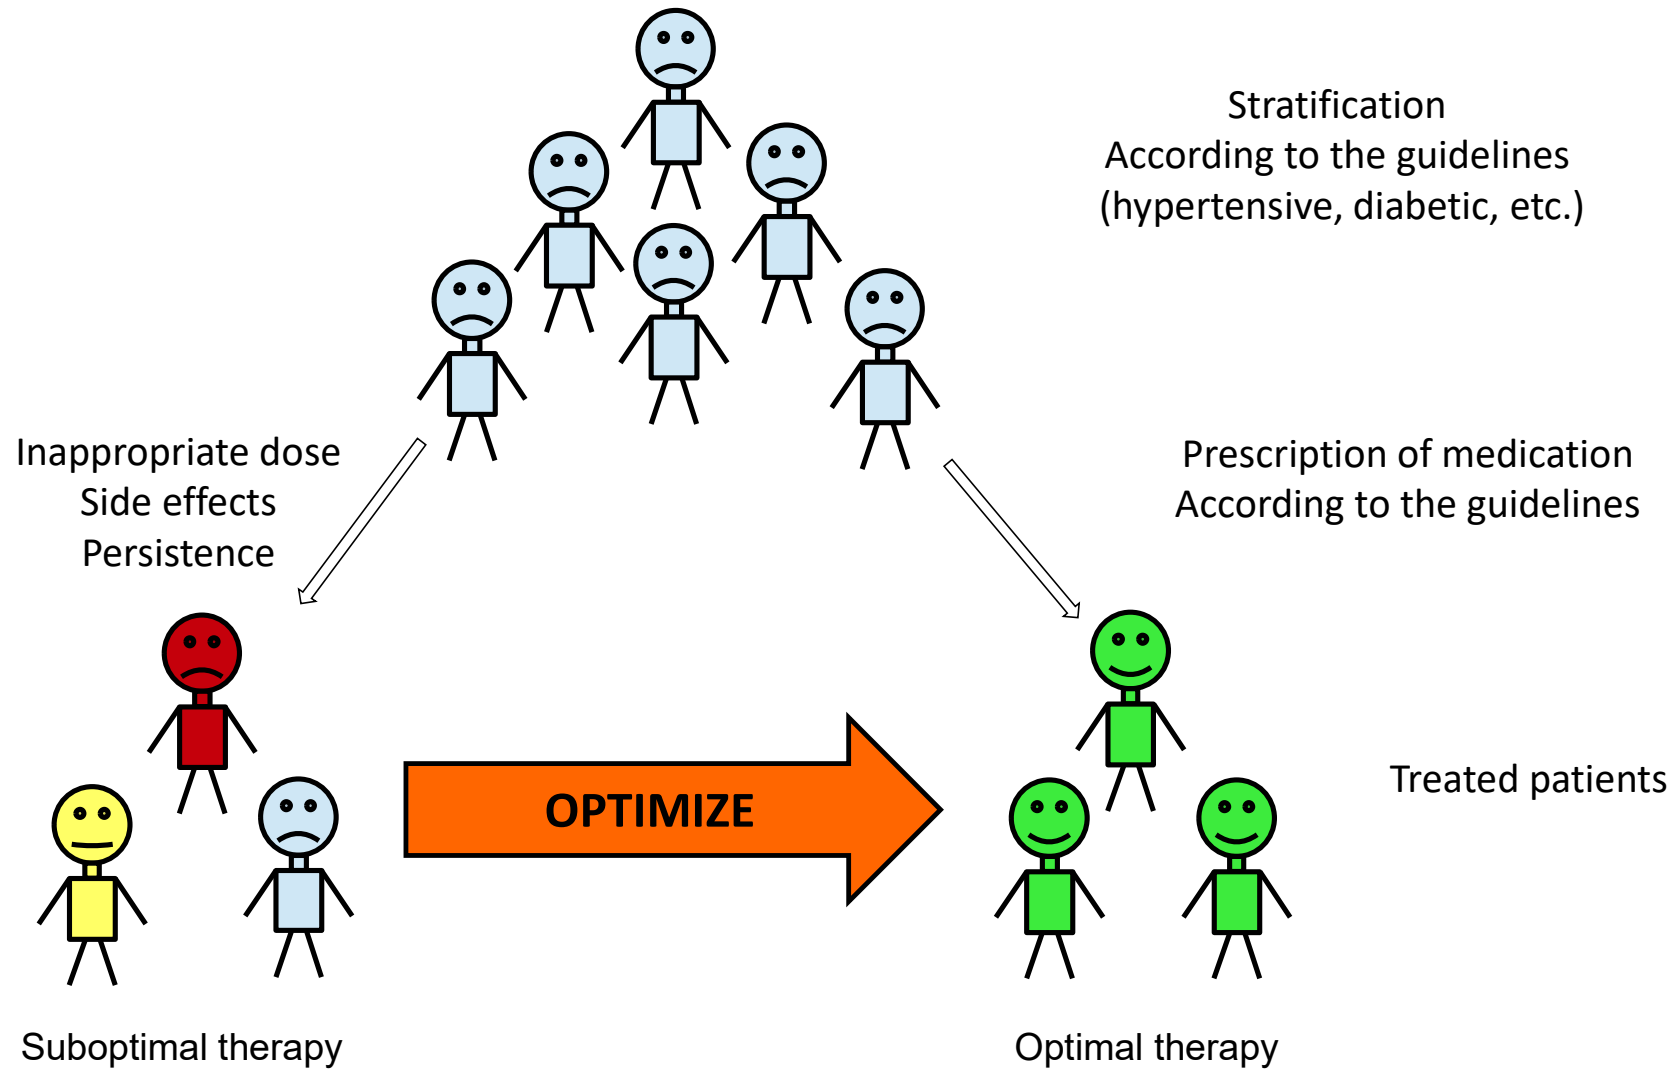 Stratification
According to the guidelines
(hypertensive, diabetic, etc.)
Inappropriate dose
Side effects
Persistence
Prescription of medication
According to the guidelines
OPTIMIZE
Treated patients
Suboptimal therapy
Optimal therapy